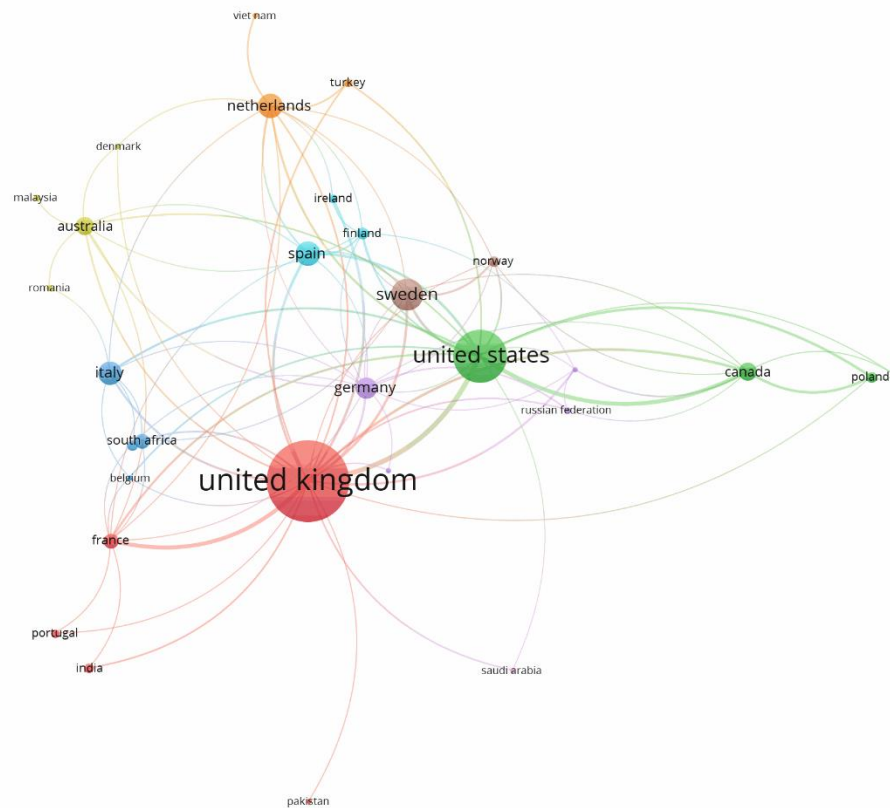 viet nam
turkey
netherlands
denmark
malaysia
ireland
australia
finland
spain
norway
romania
sweden
united states
italy
canada
poland
germany
russian federation
south africa
belgium
united kingdom
france
portugal
india
saudi arabia
pakistan